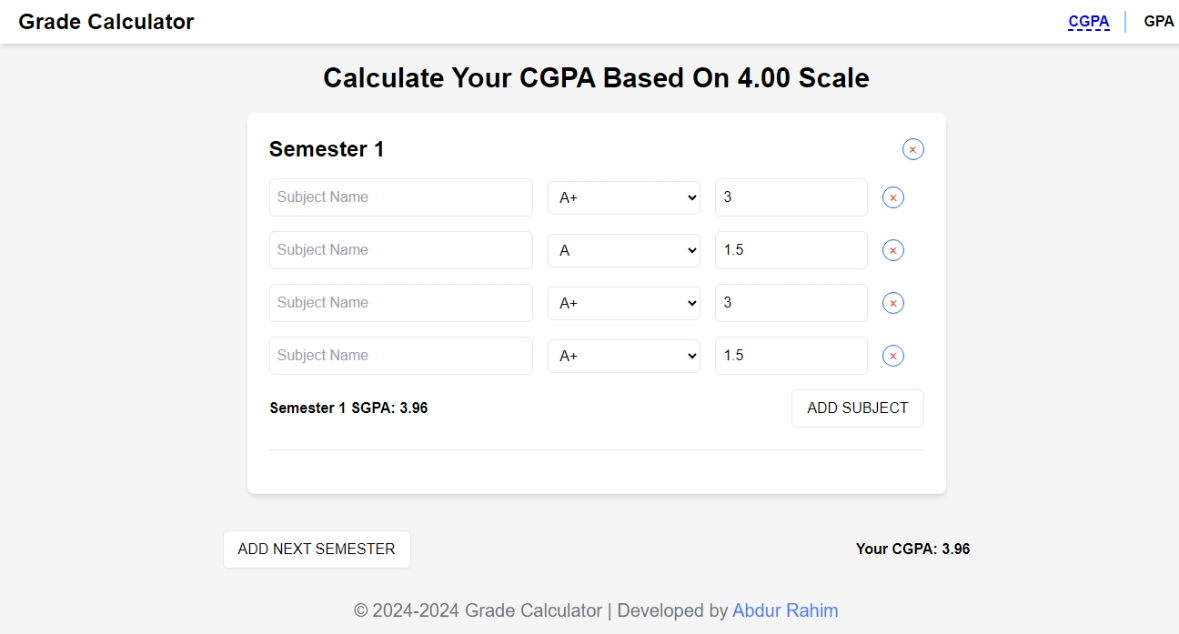 Grade Calculator CGPA GPA
Calculate Your CGPA Based On 4.00 Scale
Semester 1 x
Subject Name A+ 3 x
Subject Name A 1.5 x
Subject Name A+ 3 x
Subject Name A+ 1.5 x
Semester 1 SGPA: 3.96 ADD SUBJECT
ADD NEXT SEMESTER Your CGPA: 3.96
© 2024-2024 Grade Calculator | Developed by Abdur Rahim